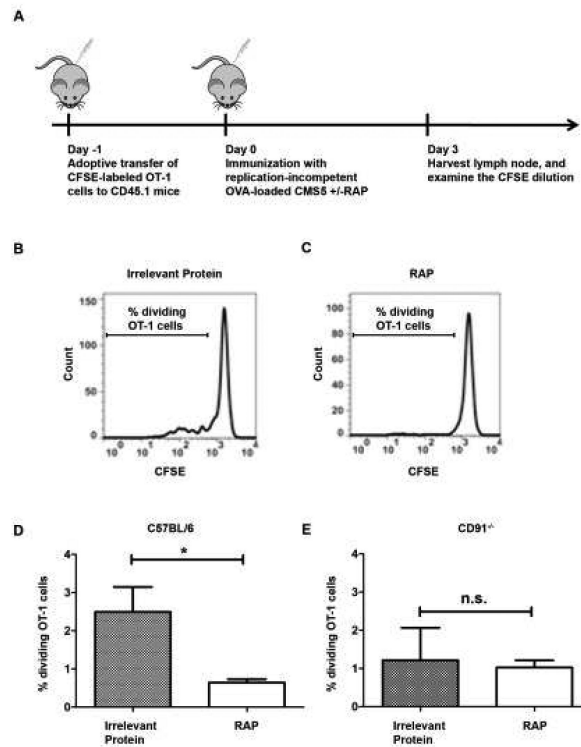 A
Day -1
Adoptive transfer of
CFSE-labeled OT-1
cells to CD45.1 mice
Day 0
Immunization with
replication-incompetent
OVA-loaded CMS5 +/-RAP
Day 3
Harvest lymph node, and
examine the CFSE dilution
B
Irrelevant Protein
% dividing
OT-1 cells
150
100
50
0
Count
10^0 10^1 10^2 10^3 10^4
CFSE
C
RAP
% dividing
OT-1 cells
100
80
60
40
20
0
Count
10^0 10^1 10^2 10^3 10^4
CFSE
D
C57BL/6
*
% dividing OT-1 cells
4
3
2
1
0
Irrelevant
Protein
RAP
E
CD91-/-
n.s.
% dividing OT-1 cells
4
3
2
1
0
Irrelevant
Protein
RAP